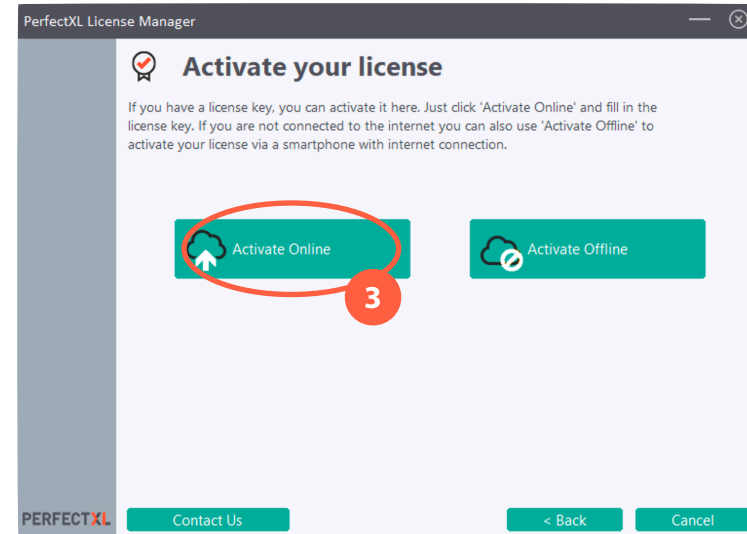 PerfectXL License Manager
Activate your license
If you have a license key, you can activate it here. Just click 'Activate Online' and fill in the
license key. If you are not connected to the internet you can also use 'Activate Offline' to
activate your license via a smartphone with internet connection.
Activate Online
Activate Offline
3
PERFECTXL
Contact Us
< Back
Cancel